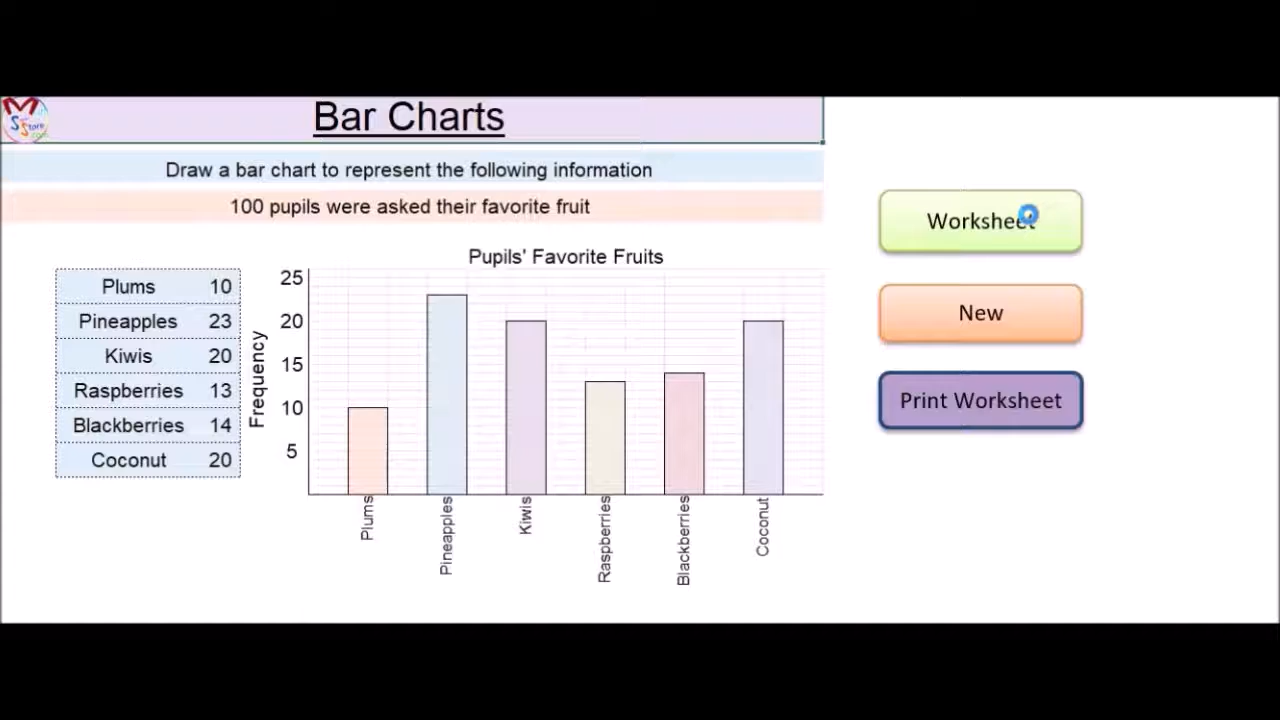 Bar Charts
Draw a bar chart to represent the following information
100 pupils were asked their favorite fruit
Worksheet
New
Print Worksheet
Plums 10
Pineapples 23
Kiwis 20
Raspberries 13
Blackberries 14
Coconut 20
Pupils' Favorite Fruits
Frequency
25
20
15
10
5
Plums
Pineapples
Kiwis
Raspberries
Blackberries
Coconut